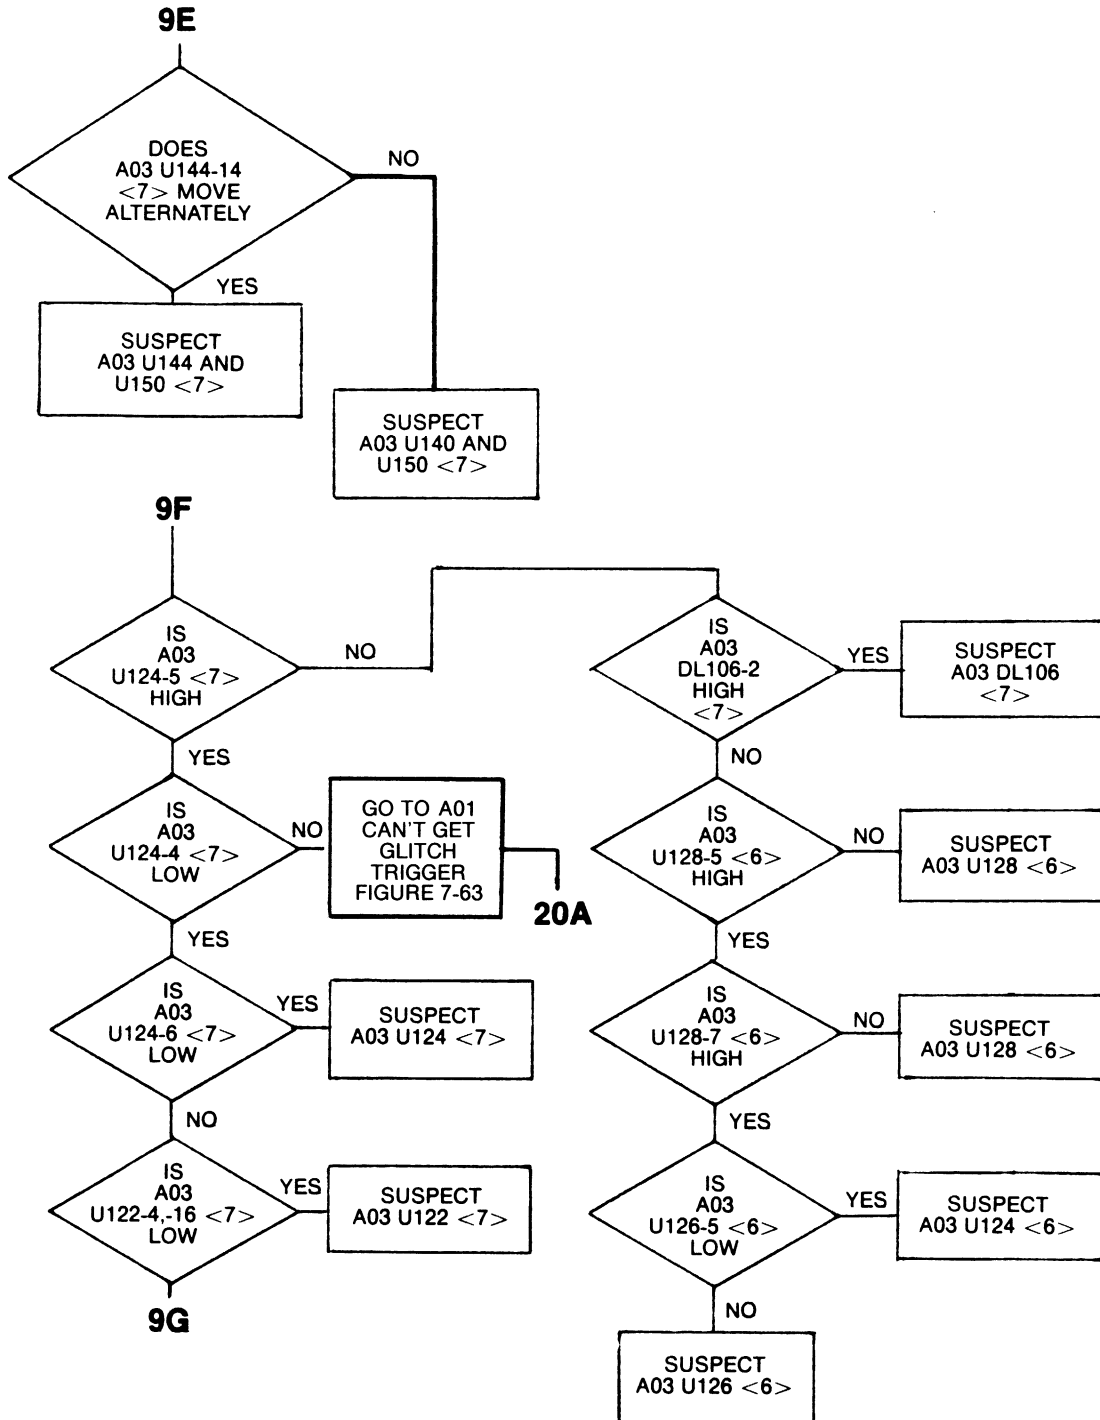 9E
DOES
A03 U144-14
<7> MOVE
ALTERNATELY
NO
YES
SUSPECT
A03 U144 AND
U150 <7>
SUSPECT
A03 U140 AND
U150 <7>
9F
IS
A03
U124-5 <7>
HIGH
NO
YES
IS
A03
U124-4 <7>
LOW
NO
GO TO A01
CAN'T GET
GLITCH
TRIGGER
FIGURE 7-63
20A
YES
IS
A03
U124-6 <7>
LOW
YES
SUSPECT
A03 U124 <7>
NO
IS
A03
U122-4,-16 <7>
LOW
YES
SUSPECT
A03 U122 <7>
9G
IS
A03
DL106-2
HIGH
<7>
YES
SUSPECT
A03 DL106
<7>
NO
IS
A03
U128-5 <6>
HIGH
NO
SUSPECT
A03 U128 <6>
YES
IS
A03
U128-7 <6>
HIGH
NO
SUSPECT
A03 U128 <6>
YES
IS
A03
U126-5 <6>
LOW
YES
SUSPECT
A03 U124 <6>
NO
SUSPECT
A03 U126 <6>